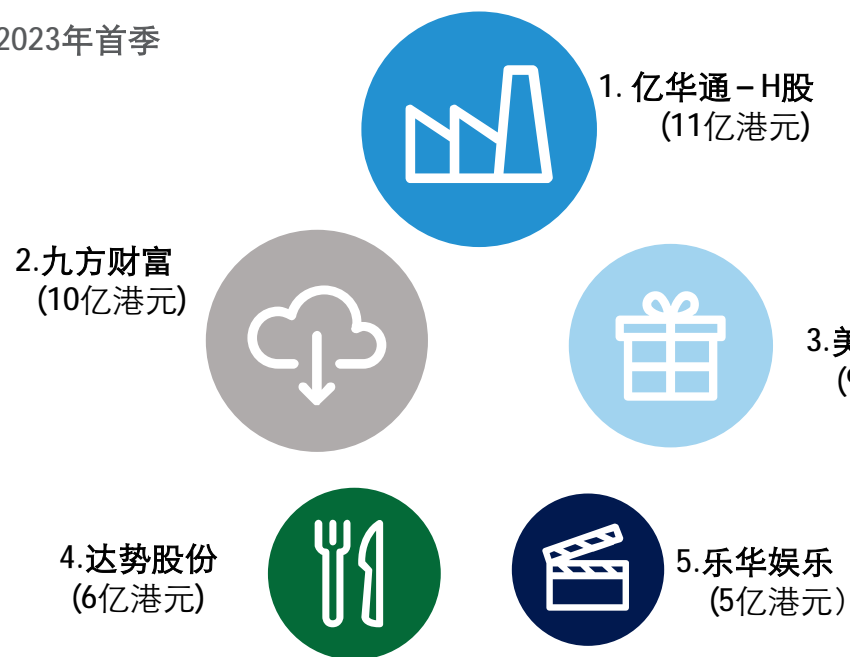 2023年首季
1. 亿华通 – H股
(11亿港元)
2.九方财富
(10亿港元)
3.美
(9
4.达势股份
(6亿港元)
5.乐华娱乐
(5亿港元）